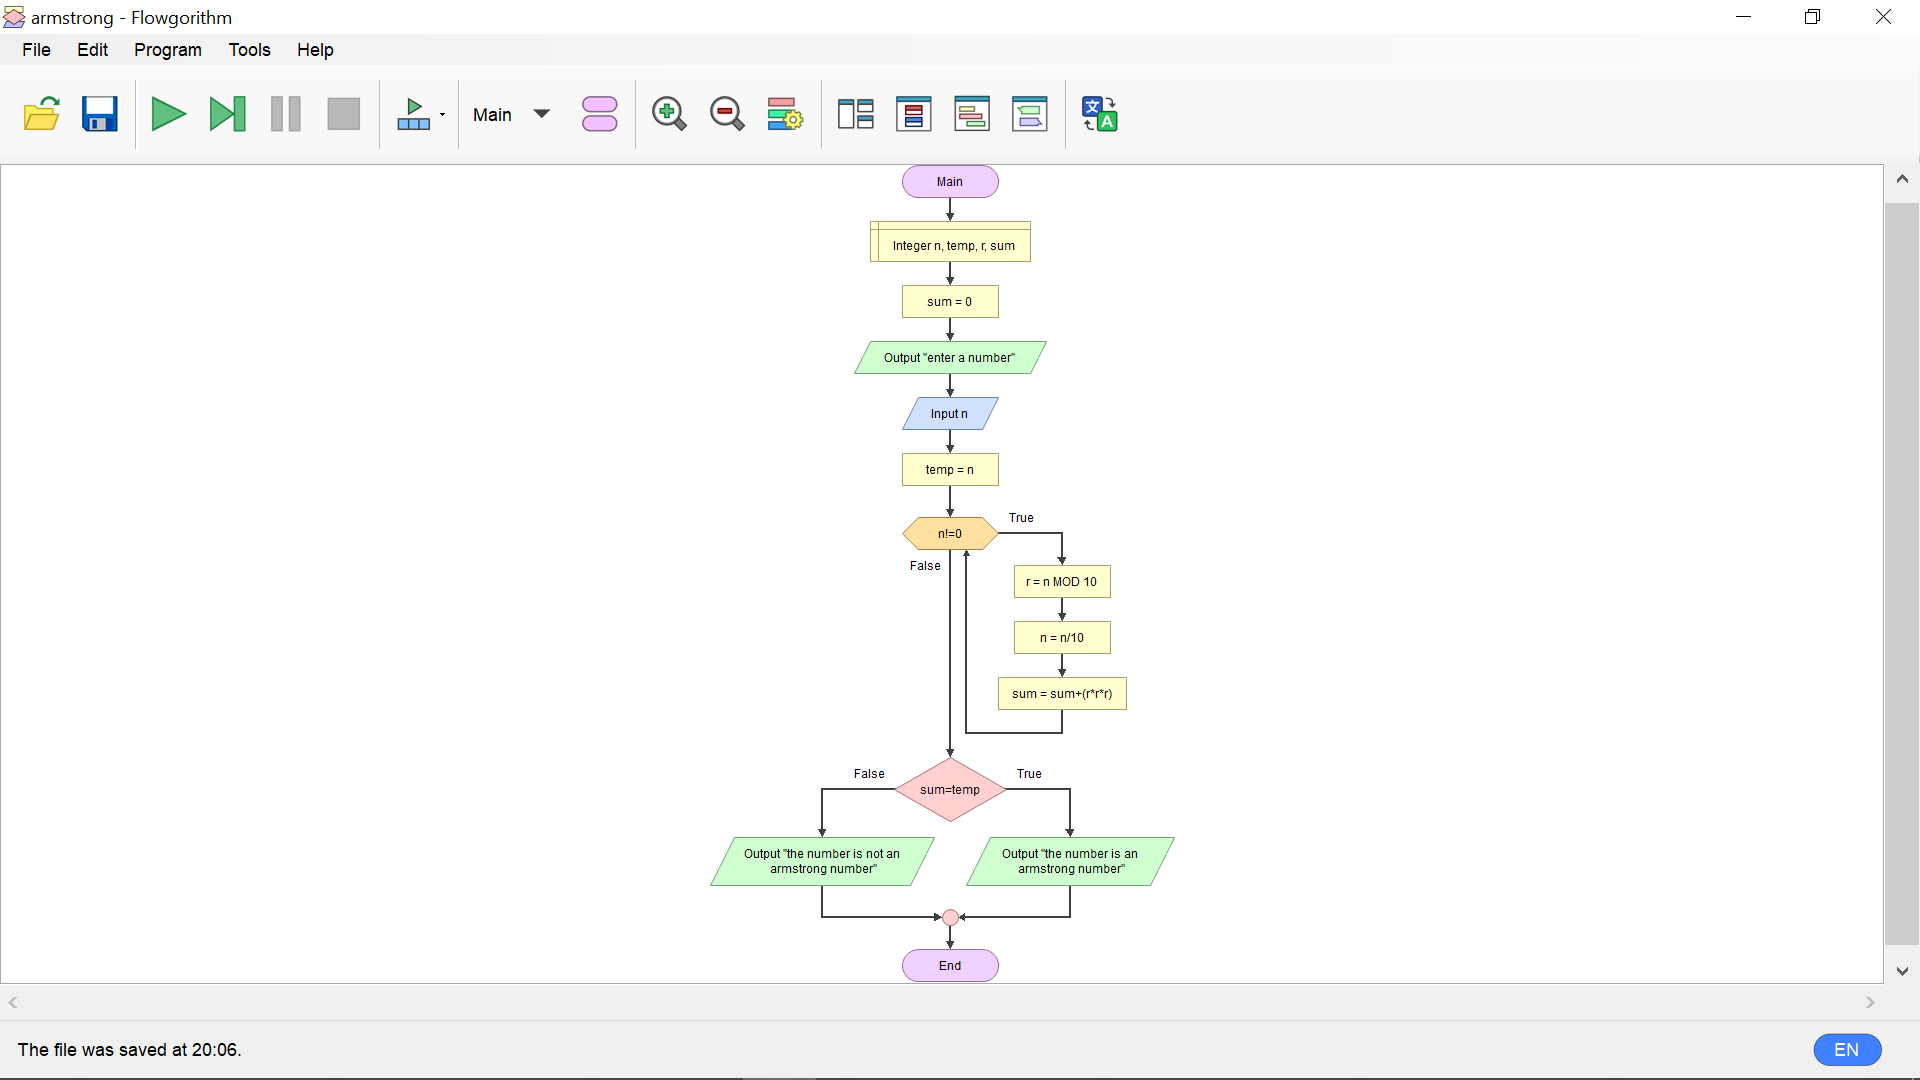 armstrong - Flowgorithm
File Edit Program Tools Help
Main
文
A
Main
Integer n, temp, r, sum
sum = 0
Output "enter a number"
Input n
temp = n
n!=0
True
False
r = n MOD 10
n = n/10
sum = sum+(r*r*r)
sum=temp
False
True
Output "the number is not an
armstrong number"
Output "the number is an
armstrong number"
End
The file was saved at 20:06.
EN